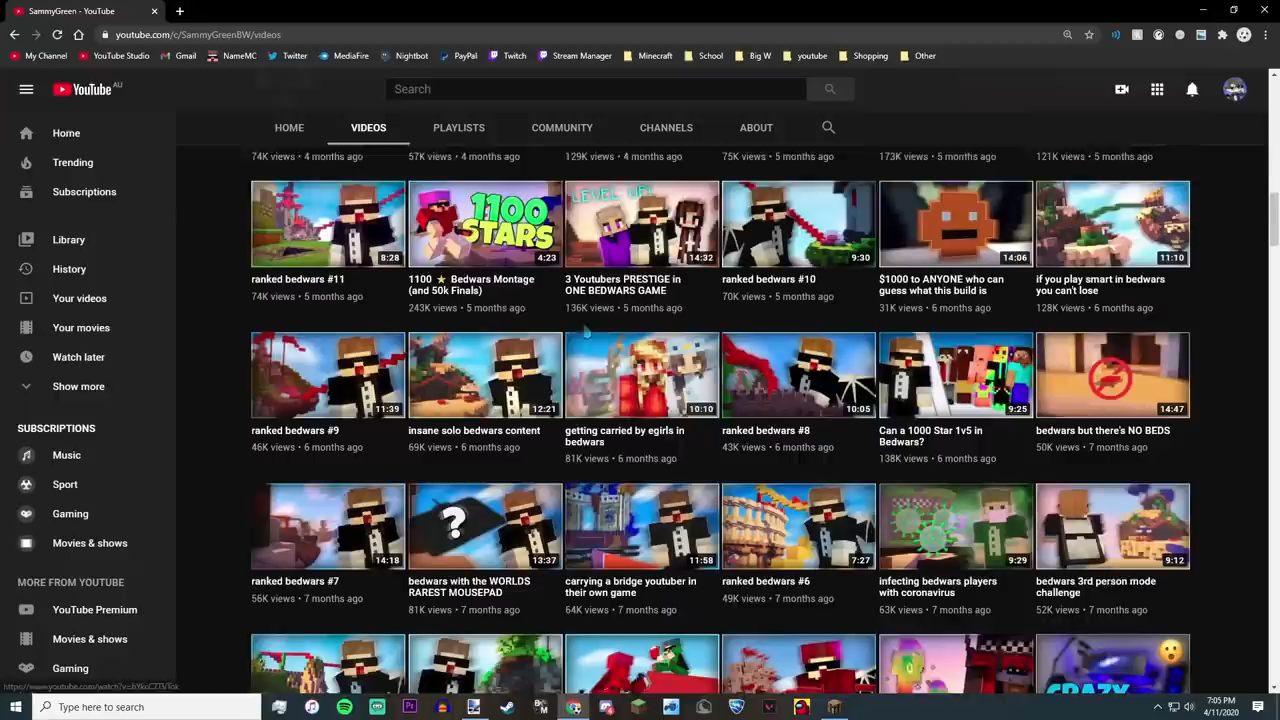 SammyGreen - YouTube
youtube.com/c/SammyGreenBW/videos
My Channel YouTube Studio Gmail NameMC Twitter MediaFire Nightbot PayPal Twitch Stream Manager Minecraft School Big W youtube Shopping Other
YouTube AU
Search
HOME VIDEOS PLAYLISTS COMMUNITY CHANNELS ABOUT
Home
Trending
Subscriptions
Library
History
Your videos
Your movies
Watch later
Show more
SUBSCRIPTIONS
Music
Sport
Gaming
Movies & shows
MORE FROM YOUTUBE
YouTube Premium
Movies & shows
Gaming
74K views • 4 months ago
57K views • 4 months ago
129K views • 4 months ago
75K views • 4 months ago
173K views • 4 months ago
121K views • 4 months ago
8:28
ranked bedwars #11
74K views • 5 months ago
1100
STARS
4:23
1100 ★ Bedwars Montage
(and 50k Finals)
243K views • 5 months ago
LEVEL UP!
14:32
3 Youtubers PRESTIGE in
ONE BEDWARS GAME
136K views • 5 months ago
9:30
ranked bedwars #10
70K views • 5 months ago
14:06
$1000 to ANYONE who can
guess what this build is
31K views • 6 months ago
11:10
if you play smart in bedwars
you can't lose
128K views • 6 months ago
11:39
ranked bedwars #9
46K views • 6 months ago
12:21
insane solo bedwars content
69K views • 6 months ago
10:10
getting carried by egirls in
bedwars
81K views • 6 months ago
10:05
ranked bedwars #8
43K views • 6 months ago
9:25
Can a 1000 Star 1v5 in
Bedwars?
138K views • 6 months ago
14:47
bedwars but there's NO BEDS
50K views • 7 months ago
14:18
ranked bedwars #7
56K views • 7 months ago
?
13:37
bedwars with the WORLDS
RAREST MOUSEPAD
81K views • 7 months ago
11:58
carrying a bridge youtuber in
their own game
64K views • 7 months ago
7:27
ranked bedwars #6
49K views • 7 months ago
9:29
infecting bedwars players
with coronavirus
63K views • 7 months ago
9:12
bedwars 3rd person mode
challenge
52K views • 7 months ago
CRAZY
Type here to search
7:05 PM
4/11/2020